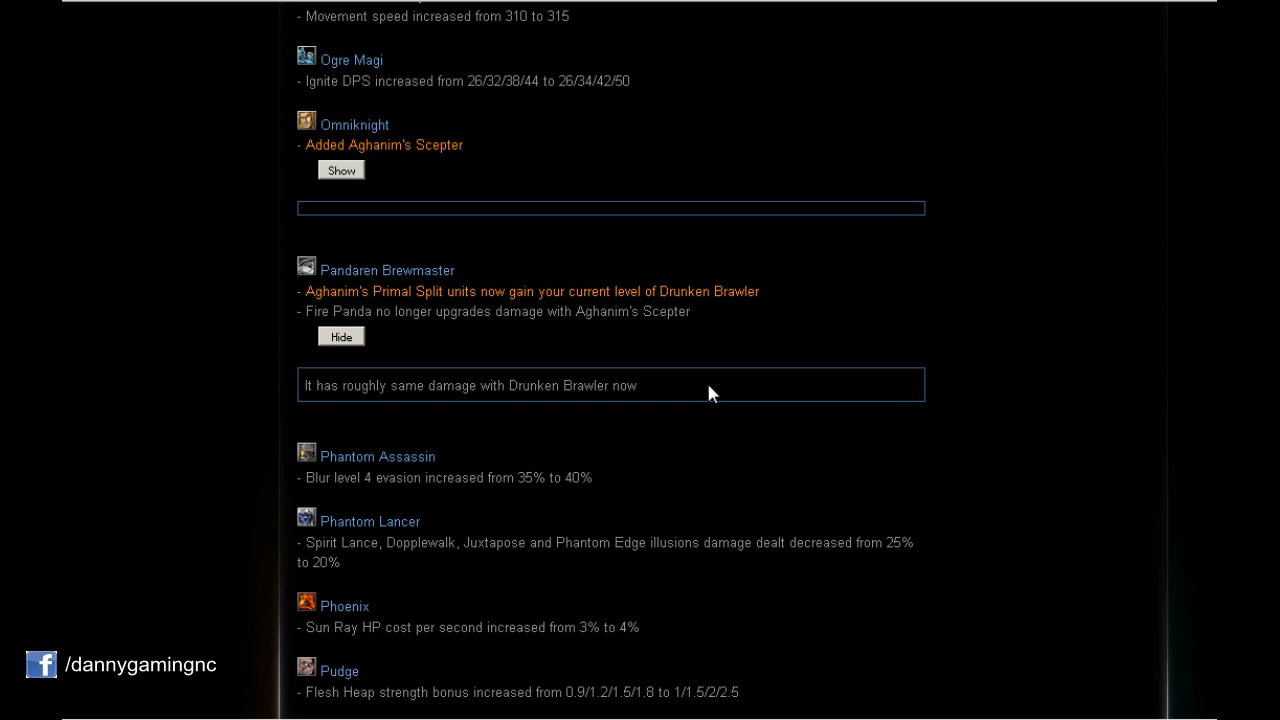 - Movement speed increased from 310 to 315
Ogre Magi
- Ignite DPS increased from 26/32/38/44 to 26/34/42/50
Omniknight
- Added Aghanim's Scepter
Show
Pandaren Brewmaster
- Aghanim's Primal Split units now gain your current level of Drunken Brawler
- Fire Panda no longer upgrades damage with Aghanim's Scepter
Hide
It has roughly same damage with Drunken Brawler now
Phantom Assassin
- Blur level 4 evasion increased from 35% to 40%
Phantom Lancer
- Spirit Lance, Dopplewalk, Juxtapose and Phantom Edge illusions damage dealt decreased from 25%
to 20%
Phoenix
- Sun Ray HP cost per second increased from 3% to 4%
f /dannygamingnc
Pudge
- Flesh Heap strength bonus increased from 0.9/1.2/1.5/1.8 to 1/1.5/2/2.5